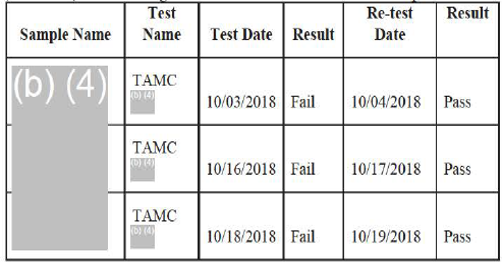 Sample Name Test Name Test Date Result Re-test Date Result
(b) (4)
TAMC (b) (4) 10/03/2018 Fail 10/04/2018 Pass
TAMC (b) (4) 10/16/2018 Fail 10/17/2018 Pass
TAMC (b) (4) 10/18/2018 Fail 10/19/2018 Pass